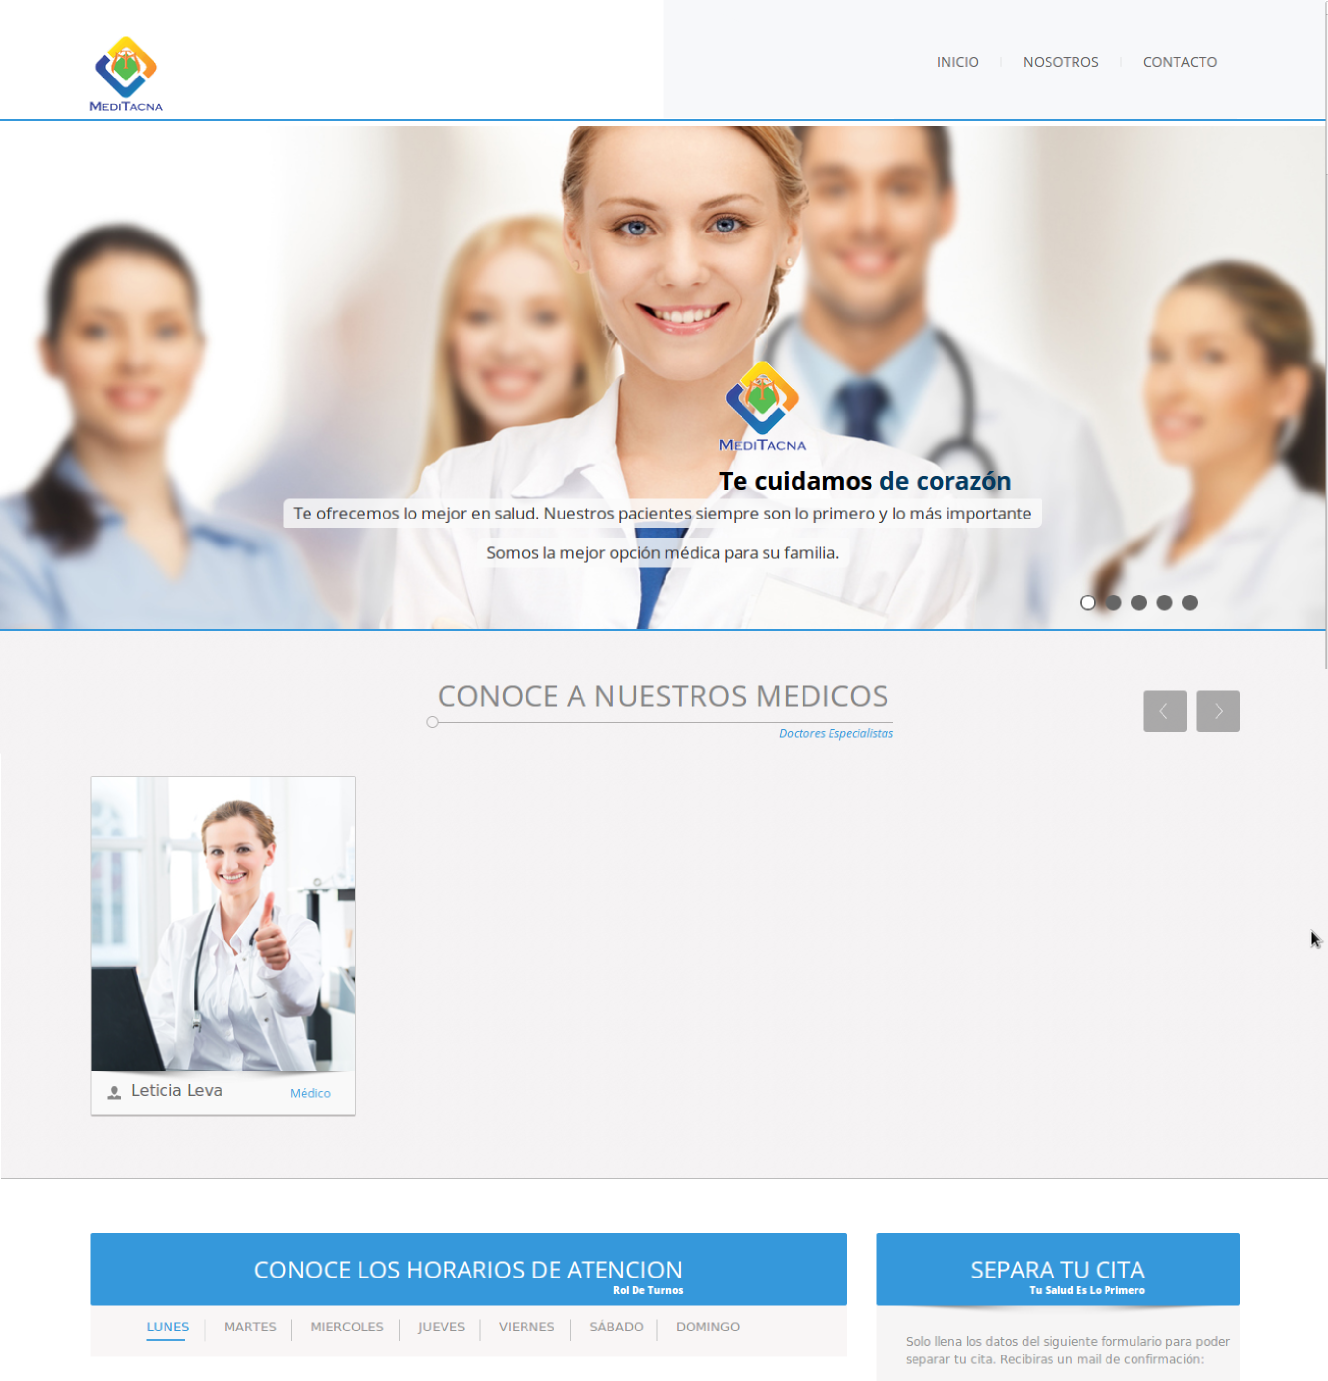 MEDITACNA
INICIO
NOSOTROS
CONTACTO
MEDITACNA
Te cuidamos de corazón
Te ofrecemos lo mejor en salud. Nuestros pacientes siempre son lo primero y lo más importante
Somos la mejor opción médica para su familia.
CONOCE A NUESTROS MEDICOS
Doctores Especialistas
Leticia Leva
Médico
CONOCE LOS HORARIOS DE ATENCION
Rol De Turnos
LUNES
MARTES
MIERCOLES
JUEVES
VIERNES
SÁBADO
DOMINGO
SEPARA TU CITA
Tu Salud Es Lo Primero
Solo llena los datos del siguiente formulario para poder
separar tu cita. Recibiras un mail de confirmación: